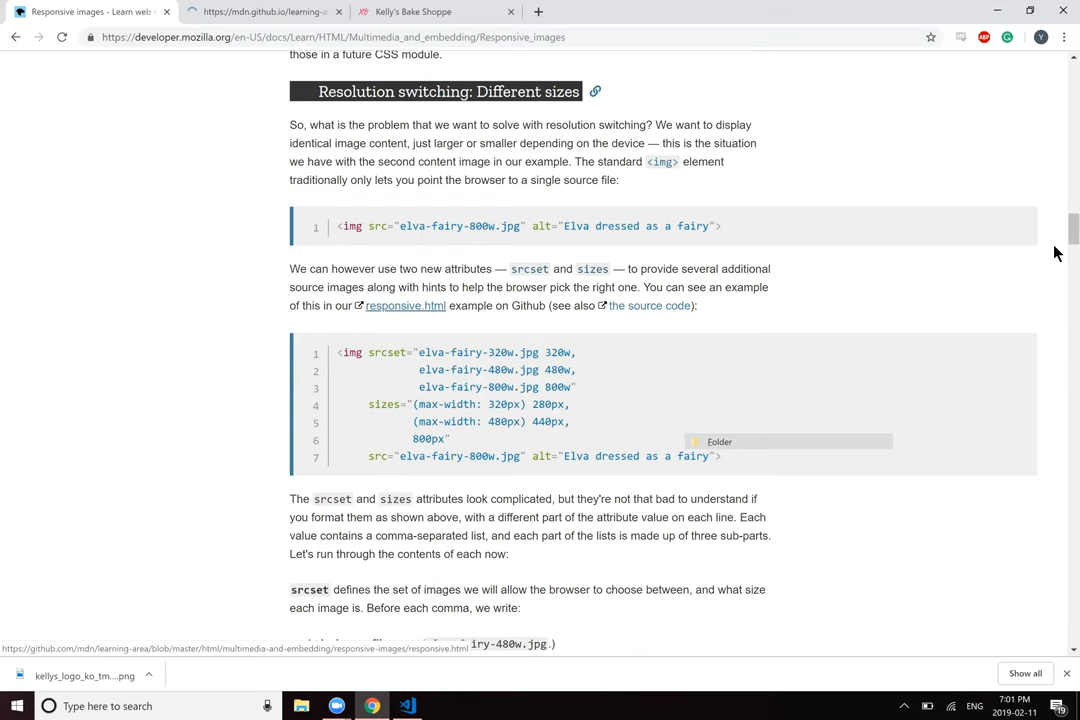 Responsive images - Learn web d
https://mdn.github.io/learning-a
KB Kelly's Bake Shoppe
https://developer.mozilla.org/en-US/docs/Learn/HTML/Multimedia_and_embedding/Responsive_images
ABP
Y
those in a future CSS module.
Resolution switching: Different sizes
So, what is the problem that we want to solve with resolution switching? We want to display
identical image content, just larger or smaller depending on the device — this is the situation
we have with the second content image in our example. The standard <img> element
traditionally only lets you point the browser to a single source file:
1 <img src="elva-fairy-800w.jpg" alt="Elva dressed as a fairy">
We can however use two new attributes — srcset and sizes — to provide several additional
source images along with hints to help the browser pick the right one. You can see an example
of this in our responsive.html example on Github (see also the source code):
1 <img srcset="elva-fairy-320w.jpg 320w,
2 elva-fairy-480w.jpg 480w,
3 elva-fairy-800w.jpg 800w"
4 sizes="(max-width: 320px) 280px,
5 (max-width: 480px) 440px,
6 800px"
Folder
7 src="elva-fairy-800w.jpg" alt="Elva dressed as a fairy">
The srcset and sizes attributes look complicated, but they're not that bad to understand if
you format them as shown above, with a different part of the attribute value on each line. Each
value contains a comma-separated list, and each part of the lists is made up of three sub-parts.
Let's run through the contents of each now:
srcset defines the set of images we will allow the browser to choose between, and what size
each image is. Before each comma, we write:
iry-480w.jpg.)
https://github.com/mdn/learning-area/blob/master/html/multimedia-and-embedding/responsive-images/responsive.html
kellys_logo_ko_tm....png
Show all
Type here to search
ENG
7:01 PM
2019-02-11
19